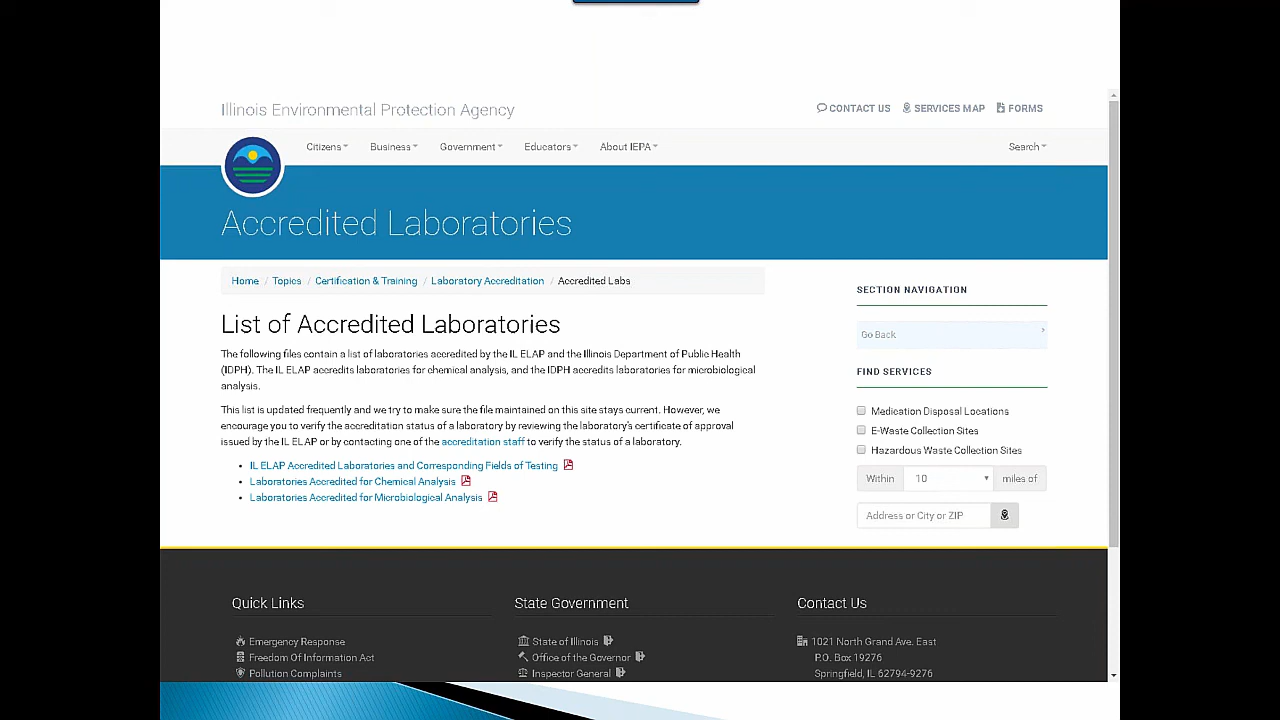 Illinois Environmental Protection Agency
CONTACT US SERVICES MAP FORMS
Citizens Business Government Educators About IEPA Search
Accredited Laboratories
Home / Topics / Certification & Training / Laboratory Accreditation / Accredited Labs
List of Accredited Laboratories
The following files contain a list of laboratories accredited by the IL ELAP and the Illinois Department of Public Health
(IDPH). The IL ELAP accredits laboratories for chemical analysis, and the IDPH accredits laboratories for microbiological
analysis.
This list is updated frequently and we try to make sure the file maintained on this site stays current. However, we
encourage you to verify the accreditation status of a laboratory by reviewing the laboratory's certificate of approval
issued by the IL ELAP or by contacting one of the accreditation staff to verify the status of a laboratory.
• IL ELAP Accredited Laboratories and Corresponding Fields of Testing
• Laboratories Accredited for Chemical Analysis
• Laboratories Accredited for Microbiological Analysis
SECTION NAVIGATION
Go Back ›
FIND SERVICES
Medication Disposal Locations
E-Waste Collection Sites
Hazardous Waste Collection Sites
Within 10 miles of
Address or City or ZIP
Quick Links
Emergency Response
Freedom Of Information Act
Pollution Complaints
State Government
State of Illinois
Office of the Governor
Inspector General
Contact Us
1021 North Grand Ave. East
P.O. Box 19276
Springfield, IL 62794-9276